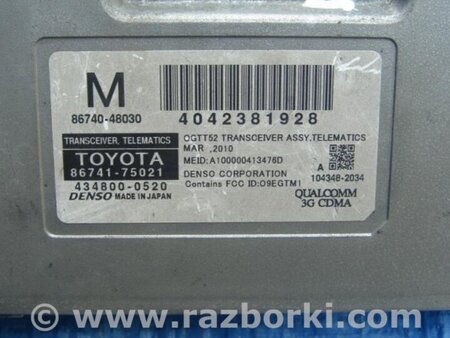 M
86740-48030
4042381928
TRANSCEIVER, TELEMATICS
TOYOTA
86741-75021
434800-0520
DENSO MADE IN JAPAN
OGTT52 TRANSCEIVER ASSY,TELEMATICS
MAR ,2010
MEID:A100000413476D
DENSO CORPORATION
Contains FCC ID:O9EGTM1
A
104348-2034
QUALCOMM
3G CDMA
© www.razborki.com